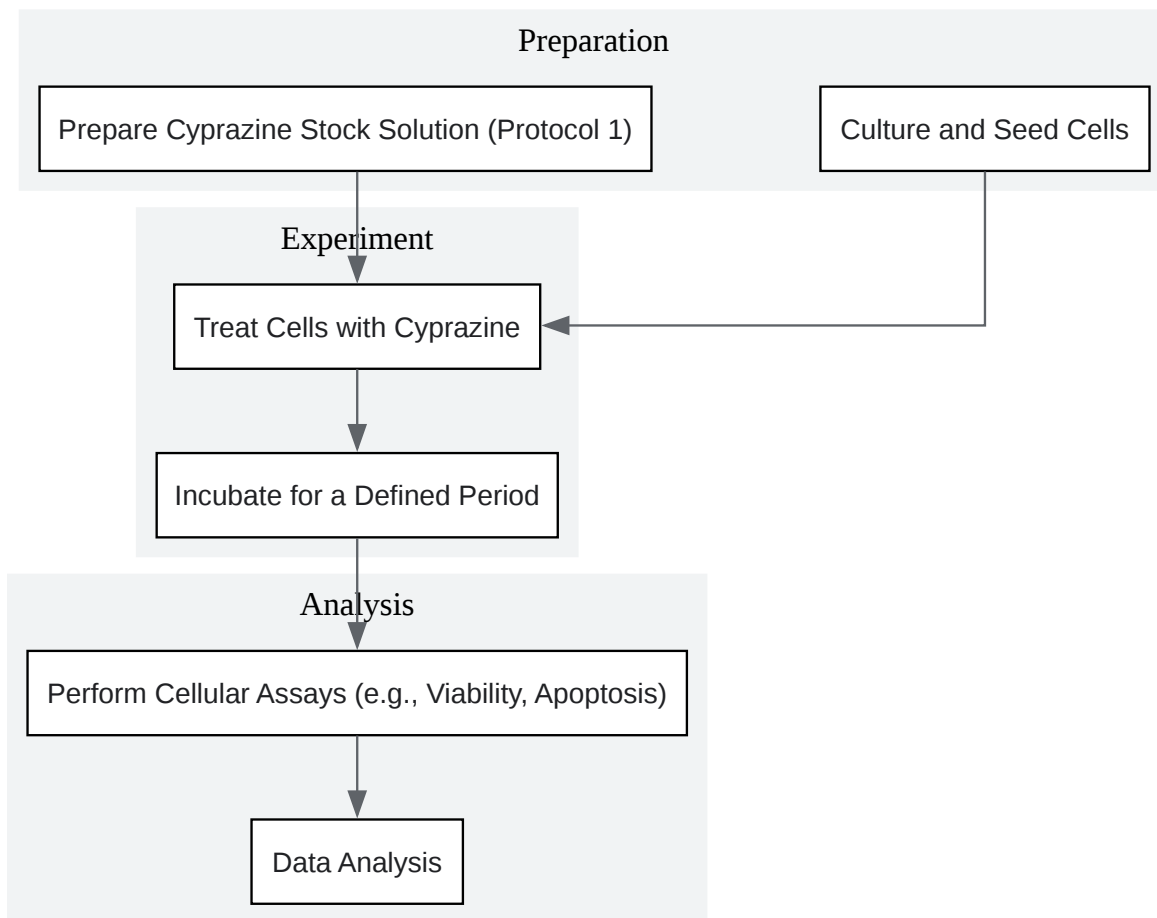 Preparation
Prepare Cyprazine Stock Solution (Protocol 1)
Culture and Seed Cells
Experiment
Treat Cells with Cyprazine
Incubate for a Defined Period
Analysis
Perform Cellular Assays (e.g., Viability, Apoptosis)
Data Analysis